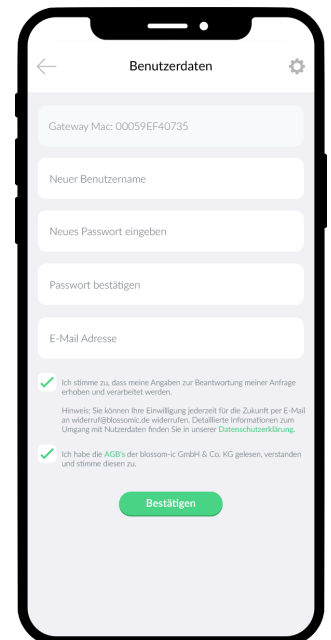 Benutzerdaten
Gateway Mac: 00059EF40735
Neuer Benutzername
Neues Passwort eingeben
Passwort bestätigen
E-Mail Adresse
Ich stimme zu, dass meine Angaben zur Beantwortung meiner Anfrage
erhoben und verarbeitet werden.
Hinweis: Sie können Ihre Einwilligung jederzeit für die Zukunft per E-Mail
an widerruf@blossomic.de widerrufen. Detaillierte Informationen zum
Umgang mit Nutzerdaten finden Sie in unserer Datenschutzerklärung.
Ich habe die AGB's der blossom-ic GmbH & Co. KG gelesen, verstanden
und stimme diesen zu.
Bestätigen